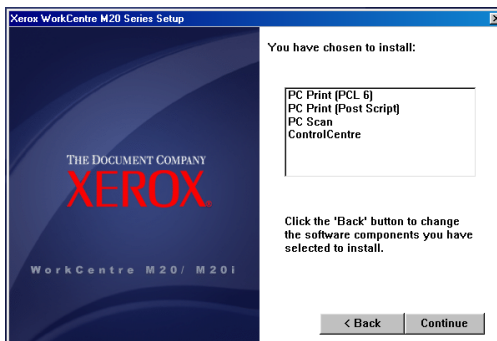 Xerox WorkCentre M20 Series Setup
THE DOCUMENT COMPANY
XEROX.
WorkCentre M20/ M20i
You have chosen to install:
PC Print (PCL 6)
PC Print (Post Script)
PC Scan
ControlCentre
Click the 'Back' button to change
the software components you have
selected to install.
< Back
Continue